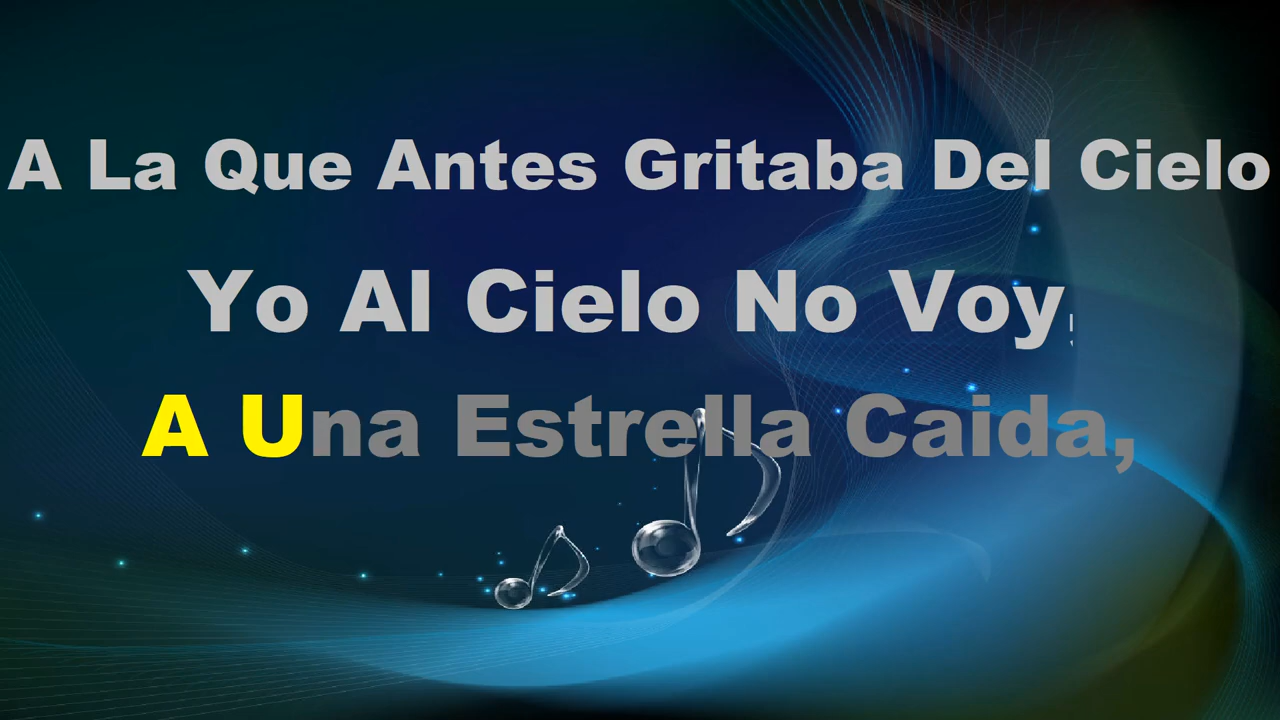 A La Que Antes Gritaba Del Cielo
Yo Al Cielo No Voy,
A Una Estrella Caida,